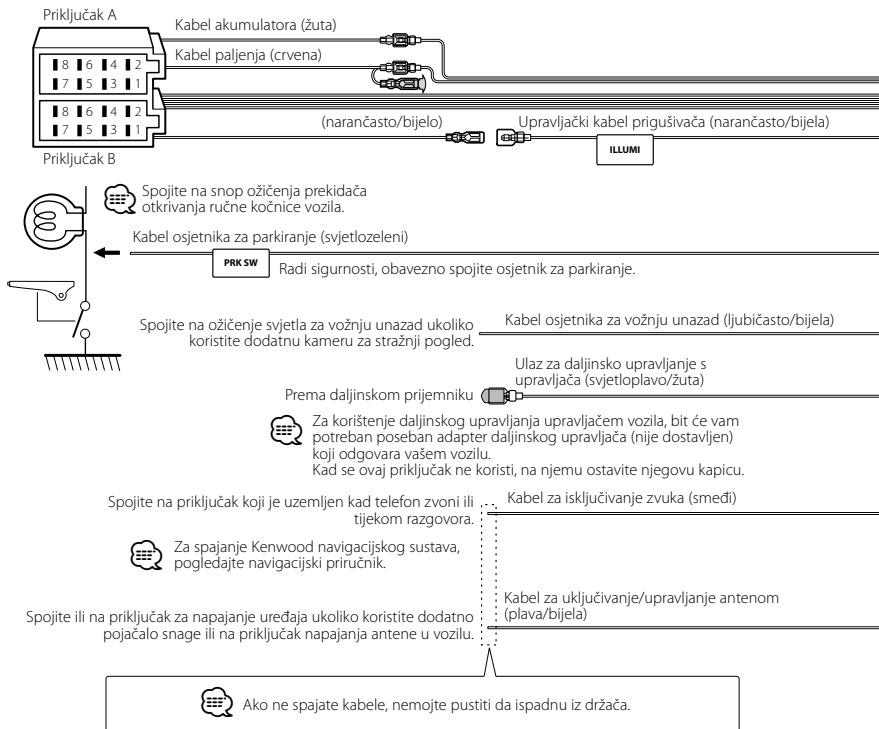 Priključak A
Kabel akumulatora (žuta)
Kabel paljenja (crvena)
8 6 4 2
7 5 3 1
8 6 4 2
7 5 3 1
(narančasto/bijelo)
Upravljački kabel prigušivača (narančasto/bijela)
ILLUMI
Priključak B
Spojite na snop ožičenja prekidača
otkrivanja ručne kočnice vozila.
Kabel osjetnika za parkiranje (svjetlozeleni)
PRK SW
Radi sigurnosti, obavezno spojite osjetnik za parkiranje.
Spojite na ožičenje svjetla za vožnju unazad ukoliko
koristite dodatnu kameru za stražnji pogled.
Kabel osjetnika za vožnju unazad (ljubičasto/bijela)
Ulaz za daljinsko upravljanje s
upravljača (svjetloplavo/žuta)
Prema daljinskom prijemniku
Za korištenje daljinskog upravljanja upravljačem vozila, bit će vam
potreban poseban adapter daljinskog upravljača (nije dostavljen)
koji odgovara vašem vozilu.
Kad se ovaj priključak ne koristi, na njemu ostavite njegovu kapicu.
Spojite na priključak koji je uzemljen kad telefon zvoni ili
tijekom razgovora.
Kabel za isključivanje zvuka (smeđi)
Za spajanje Kenwood navigacijskog sustava,
pogledajte navigacijski priručnik.
Kabel za uključivanje/upravljanje antenom
(plava/bijela)
Spojite ili na priključak za napajanje uređaja ukoliko koristite dodatno
pojačalo snage ili na priključak napajanja antene u vozilu.
Ako ne spajate kabele, nemojte pustiti da ispadnu iz držača.